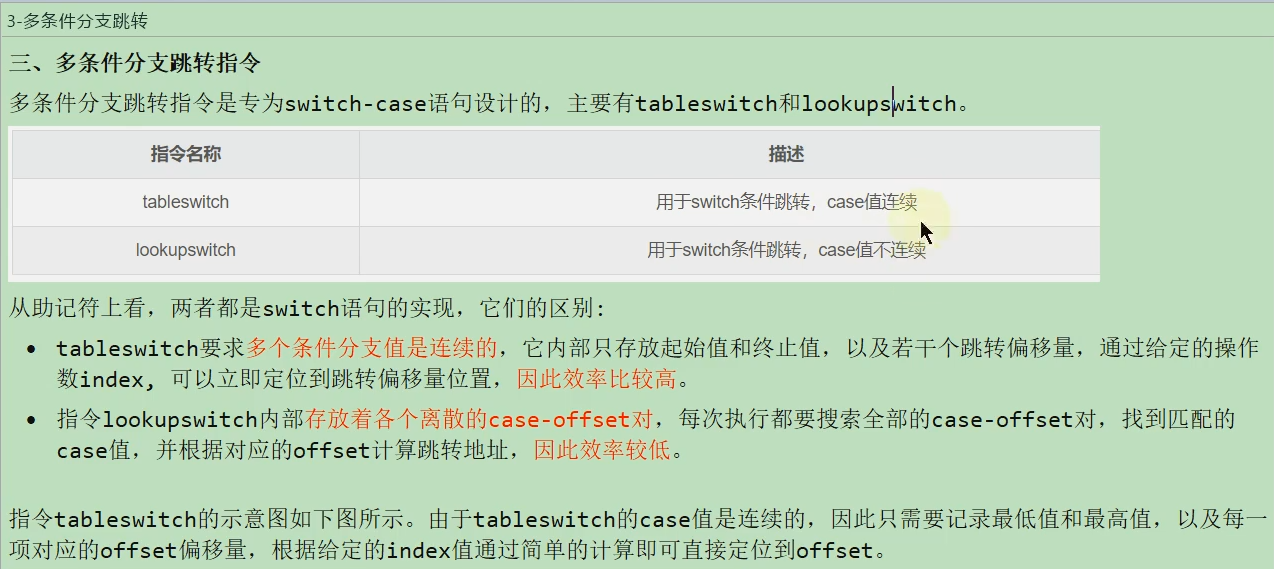 3-多条件分支跳转
三、多条件分支跳转指令
多条件分支跳转指令是专为switch-case语句设计的，主要有tableswitch和lookupswitch。
指令名称 描述
tableswitch 用于switch条件跳转，case值连续
lookupswitch 用于switch条件跳转，case值不连续
从助记符上看，两者都是switch语句的实现，它们的区别：
• tableswitch要求多个条件分支值是连续的，它内部只存放起始值和终止值，以及若干个跳转偏移量，通过给定的操作
数index, 可以立即定位到跳转偏移量位置，因此效率比较高。
• 指令lookupswitch内部存放着各个离散的case-offset对，每次执行都要搜索全部的case-offset对，找到匹配的
case值，并根据对应的offset计算跳转地址，因此效率较低。
指令tableswitch的示意图如下图所示。由于tableswitch的case值是连续的，因此只需要记录最低值和最高值，以及每一
项对应的offset偏移量，根据给定的index值通过简单的计算即可直接定位到offset。